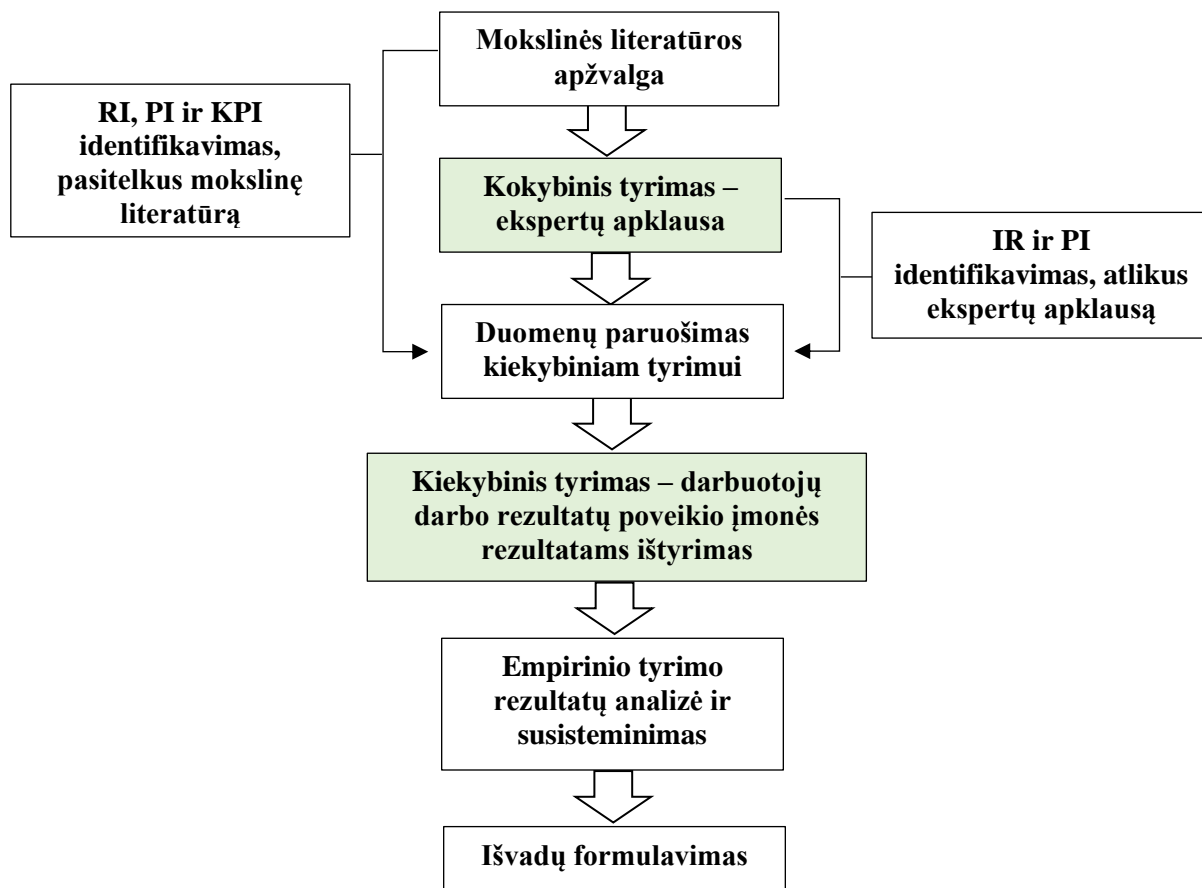 Mokslinės literatūros
apžvalga
RI, PI ir KPI
identifikavimas,
pasitelkus mokslinę
literatūrą
Kokybinis tyrimas –
ekspertų apklausa
IR ir PI
identifikavimas, atlikus
ekspertų apklausą
Duomenų paruošimas
kiekybiniam tyrimui
Kiekybinis tyrimas – darbuotojų
darbo rezultatų poveikio įmonės
rezultatams ištyrimas
Empirinio tyrimo
rezultatų analizė ir
susisteminimas
Išvadų formulavimas